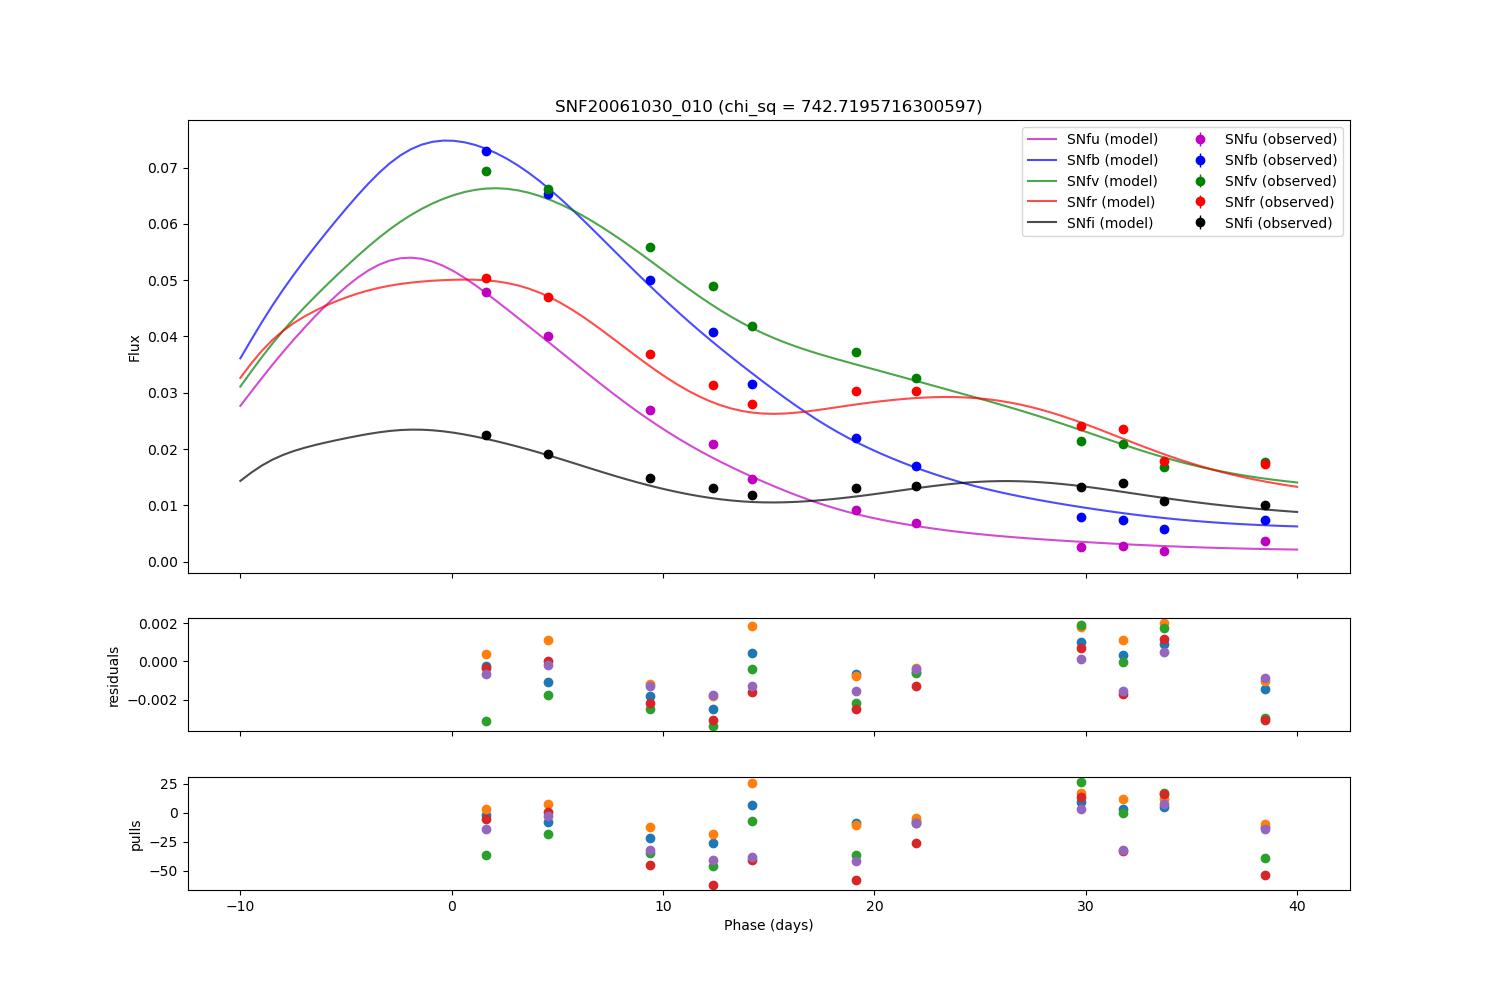 SNF20061030_010 (chi_sq = 742.7195716300597)
SNfu (model) SNfu (observed)
SNfb (model) SNfb (observed)
SNfv (model) SNfv (observed)
SNfr (model) SNfr (observed)
SNfi (model) SNfi (observed)
Flux
0.07
0.06
0.05
0.04
0.03
0.02
0.01
0.00
residuals
0.002
0.000
−0.002
pulls
25
0
−25
−50
−10 0 10 20 30 40
Phase (days)